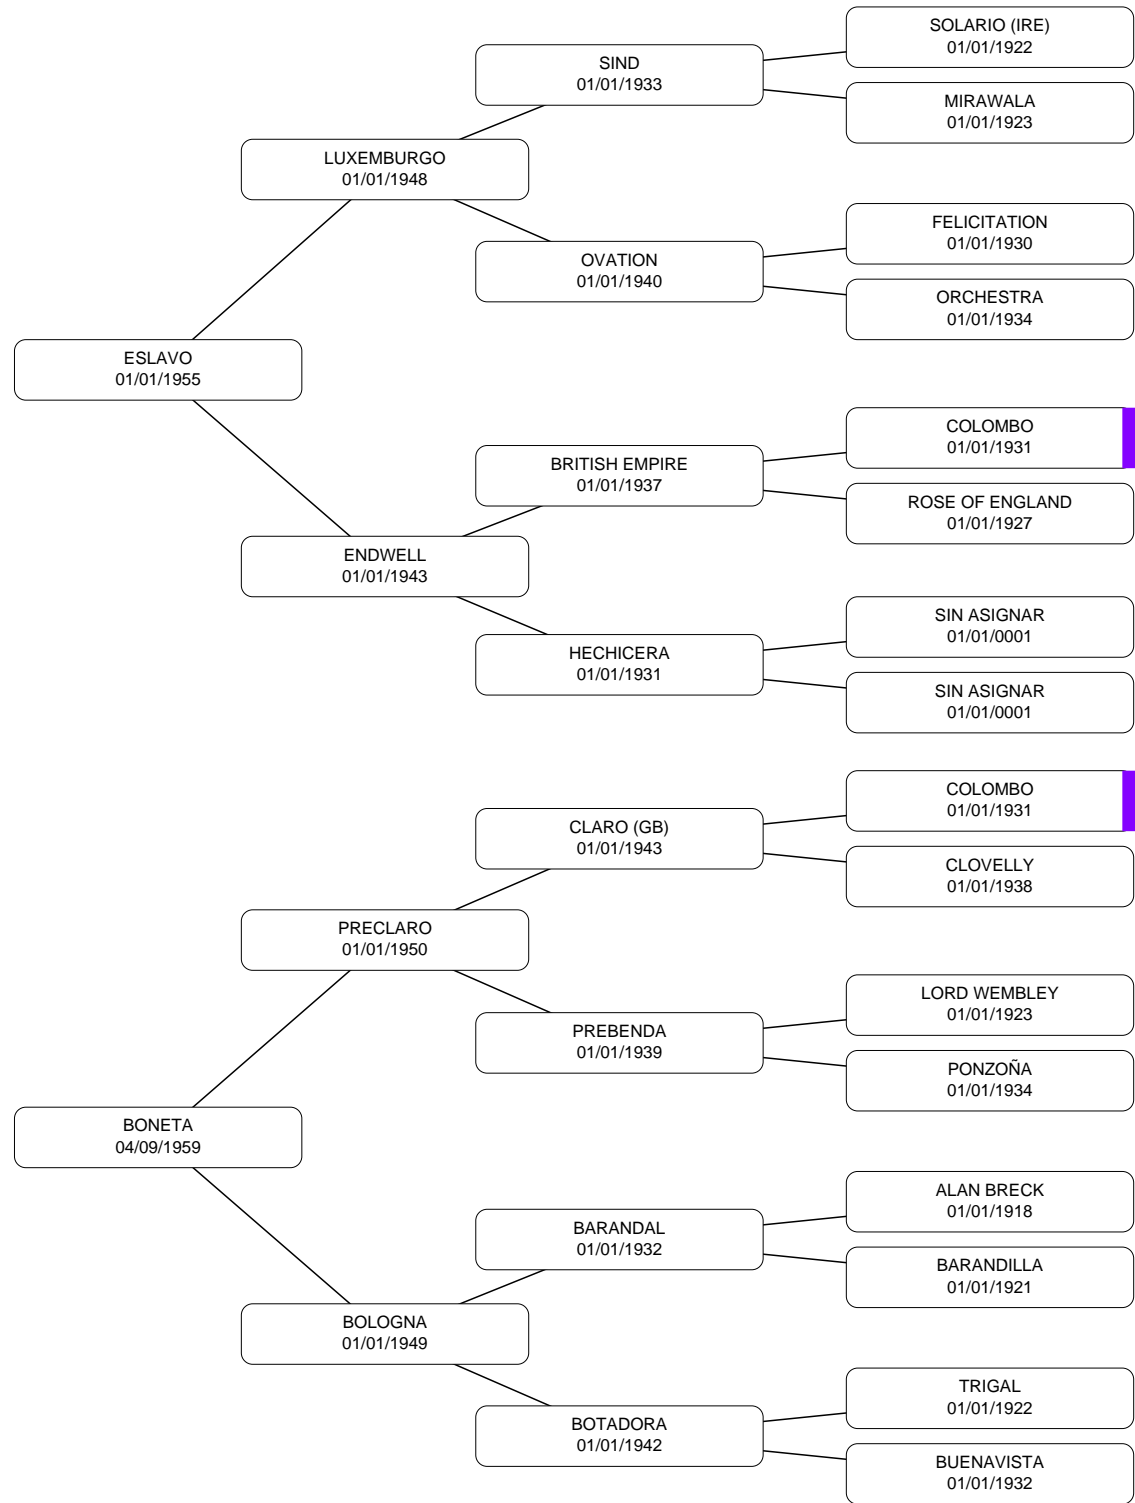 SOLARIO (IRE)
01/01/1922
SIND
01/01/1933
MIRAWALA
01/01/1923
LUXEMBURGO
01/01/1948
FELICITATION
01/01/1930
OVATION
01/01/1940
ORCHESTRA
01/01/1934
ESLAVO
01/01/1955
COLOMBO
01/01/1931
BRITISH EMPIRE
01/01/1937
ROSE OF ENGLAND
01/01/1927
ENDWELL
01/01/1943
SIN ASIGNAR
01/01/0001
HECHICERA
01/01/1931
SIN ASIGNAR
01/01/0001
COLOMBO
01/01/1931
CLARO (GB)
01/01/1943
CLOVELLY
01/01/1938
PRECLARO
01/01/1950
LORD WEMBLEY
01/01/1923
PREBENDA
01/01/1939
PONZOÑA
01/01/1934
BONETA
04/09/1959
ALAN BRECK
01/01/1918
BARANDAL
01/01/1932
BARANDILLA
01/01/1921
BOLOGNA
01/01/1949
TRIGAL
01/01/1922
BOTADORA
01/01/1942
BUENAVISTA
01/01/1932